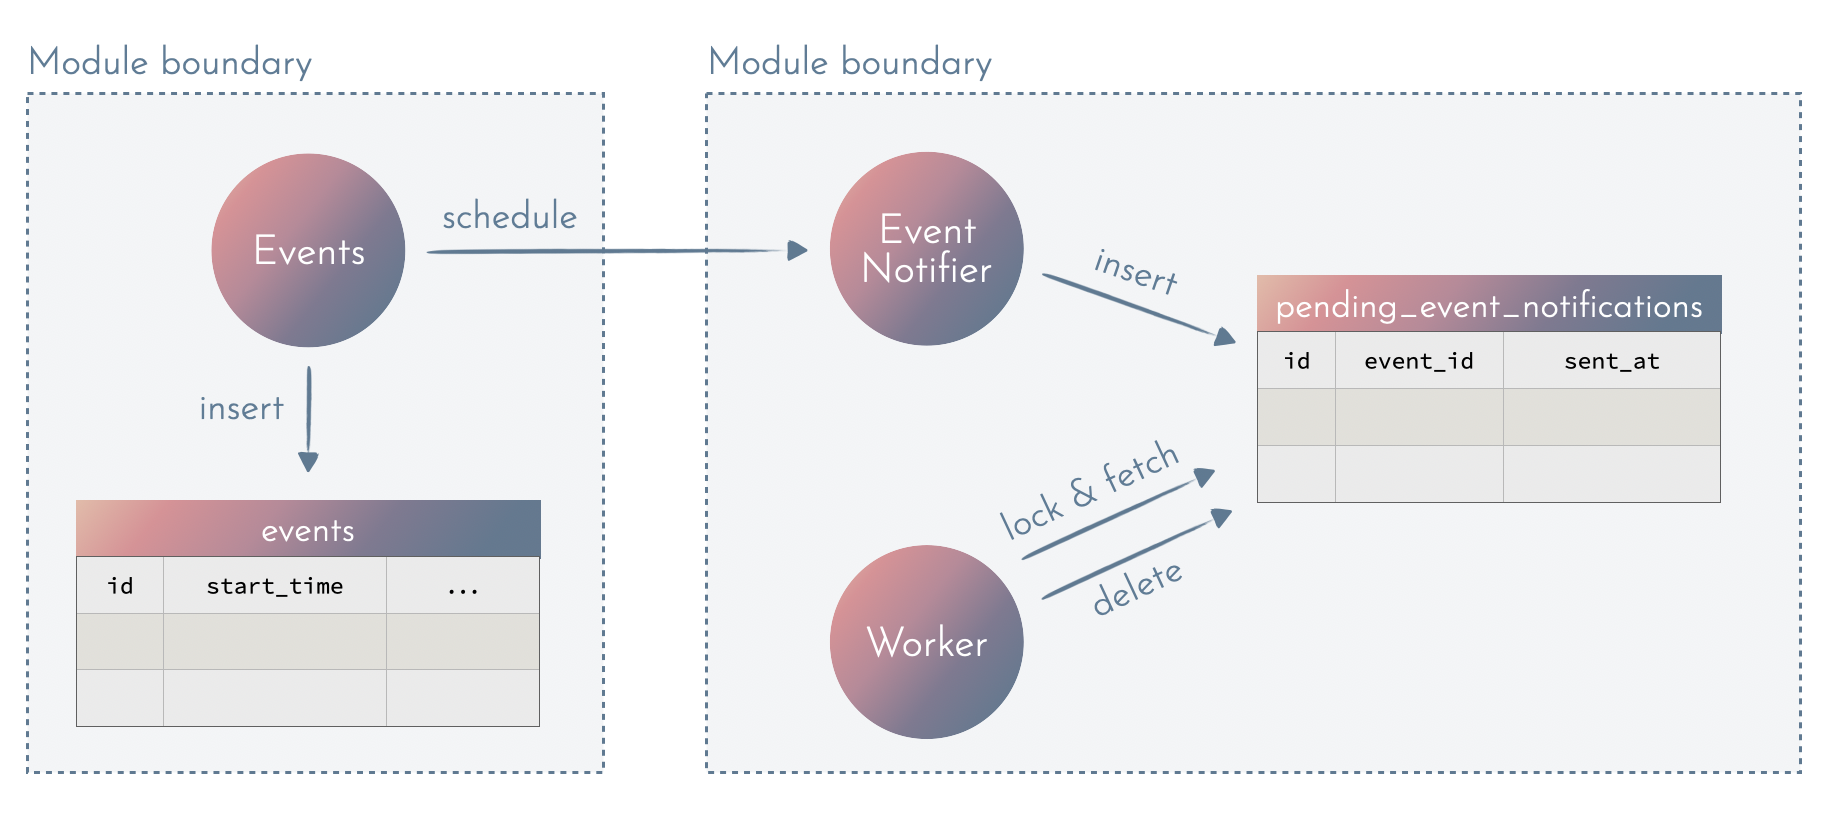 Module boundary
Events
schedule
insert
events
id start_time ...
Module boundary
Event
Notifier
insert
pending_event_notifications
id event_id sent_at
lock & fetch
delete
Worker